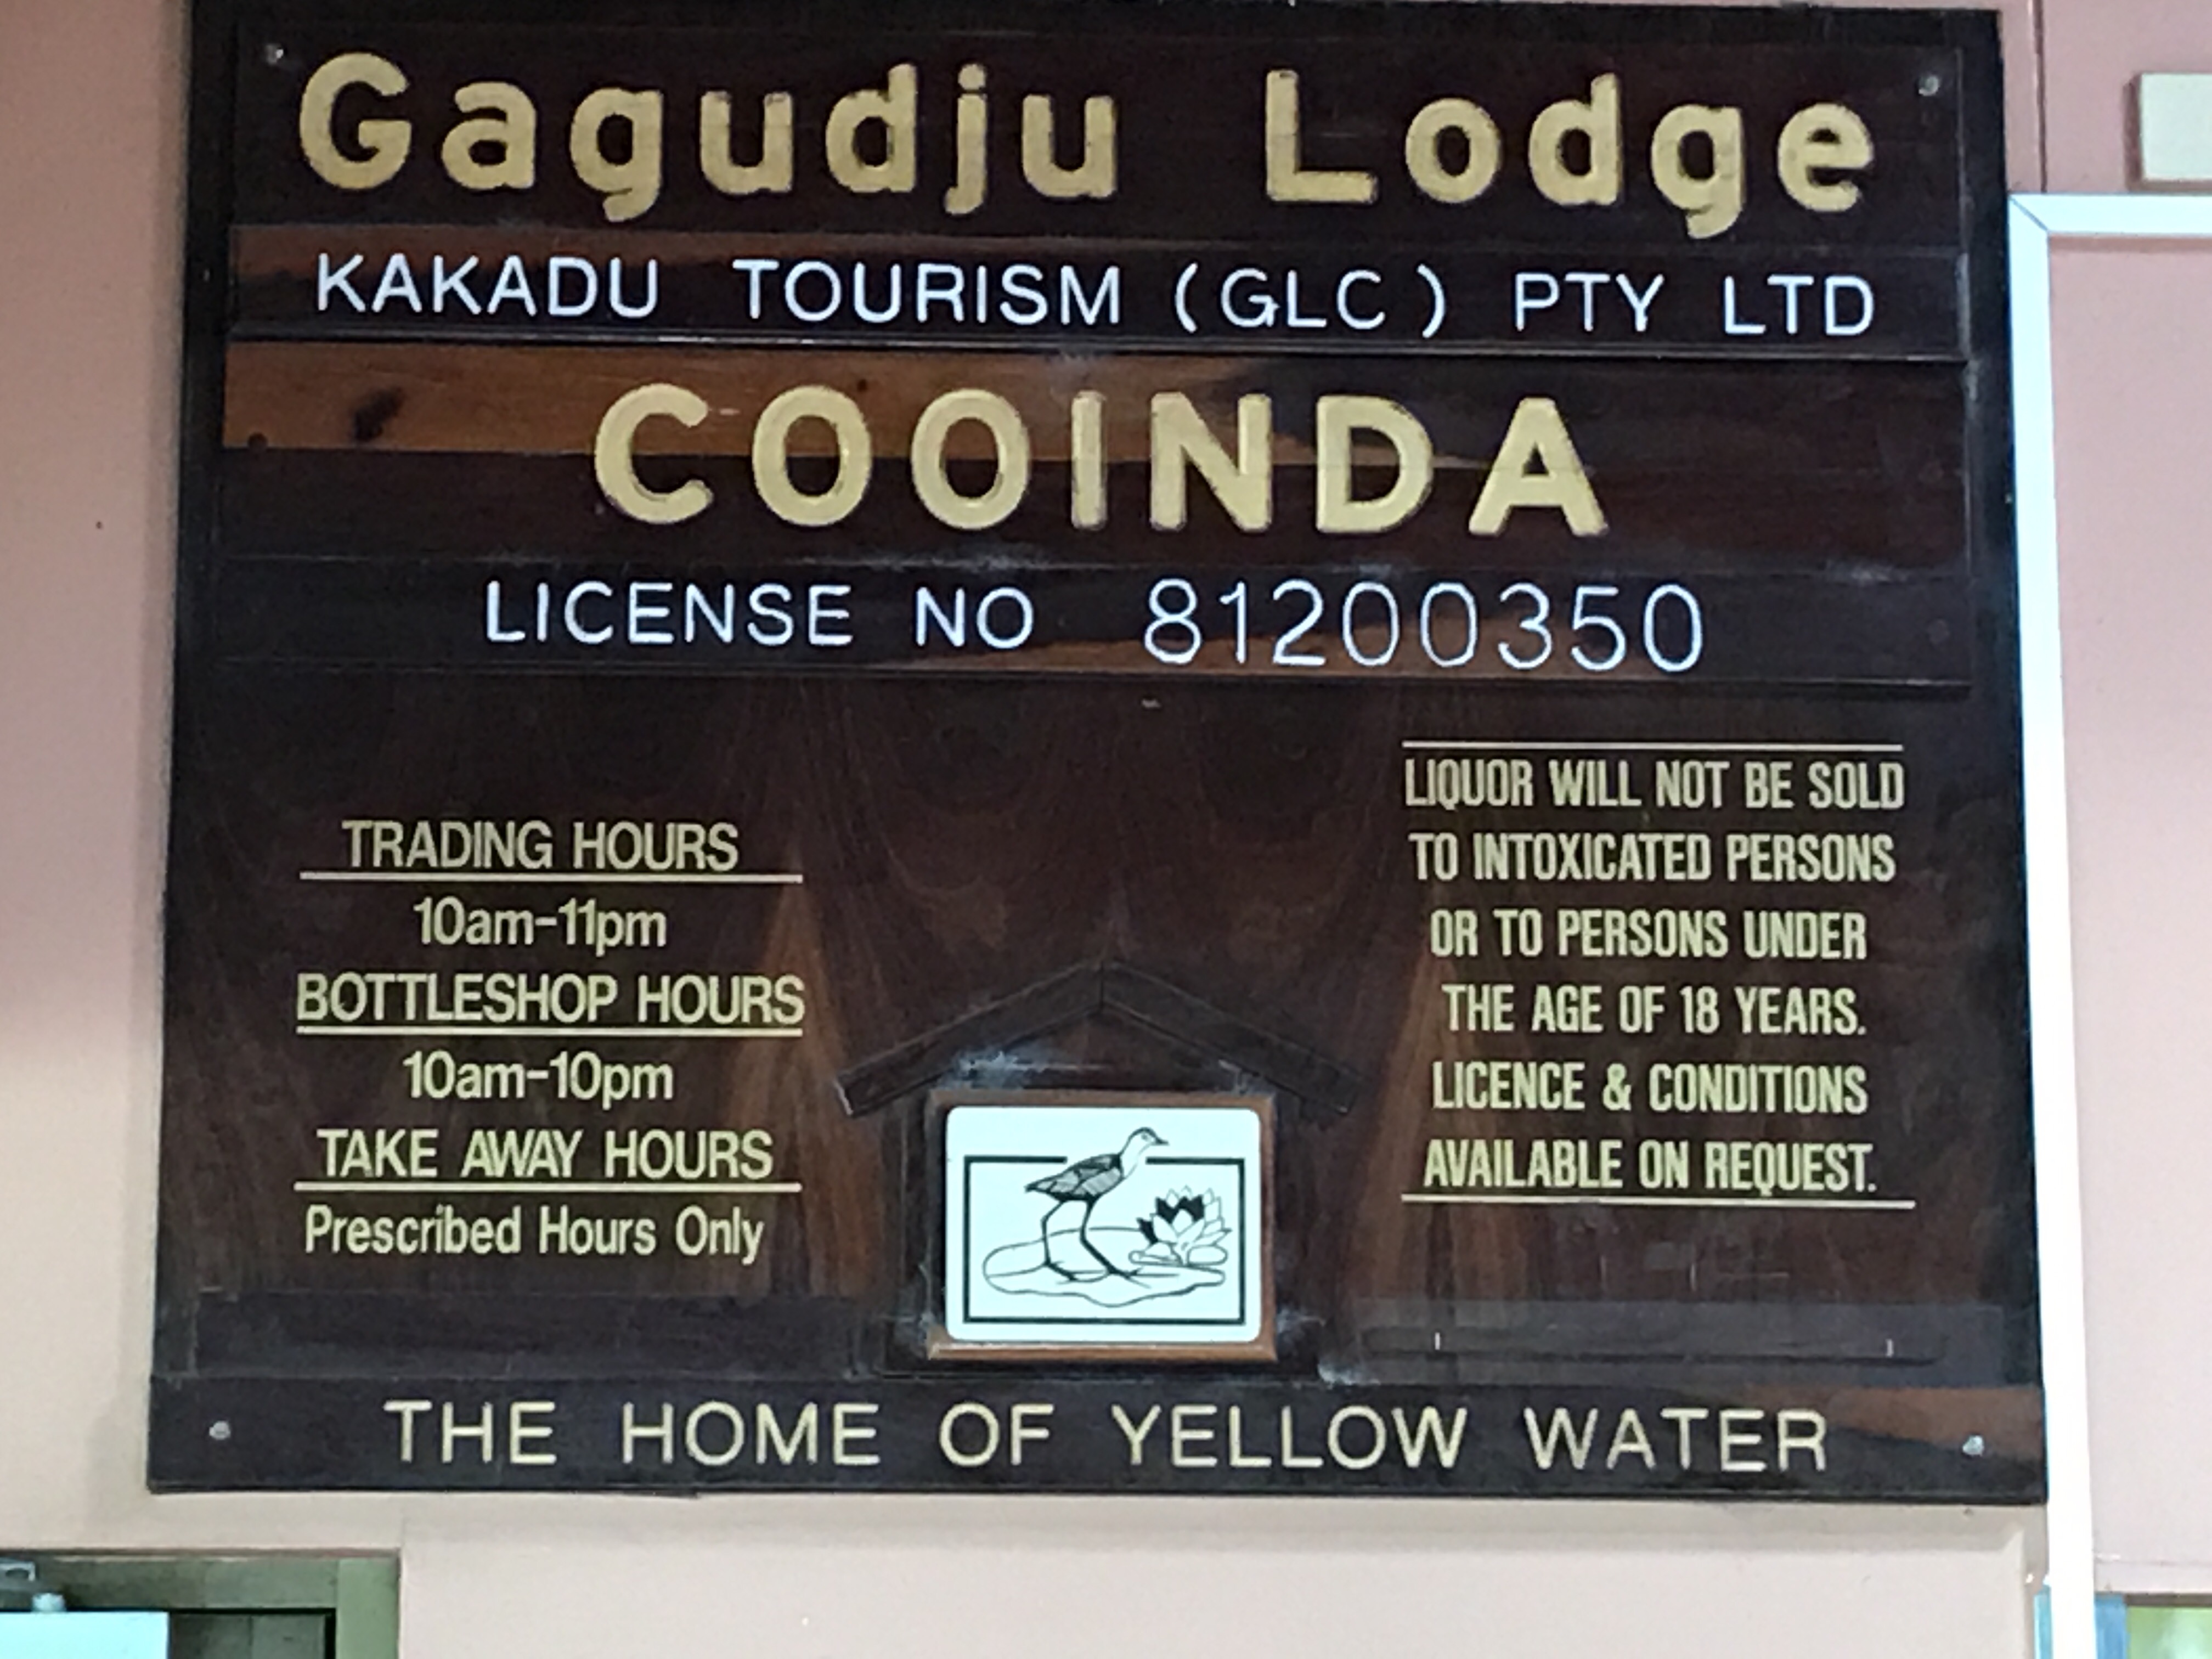 Gagudju Lodge
KAKADU TOURISM (GLC) PTY LTD
COOINDA
LICENSE NO 81200350
TRADING HOURS
10am-11pm
BOTTLESHOP HOURS
10am-10pm
TAKE AWAY HOURS
Prescribed Hours Only
LIQUOR WILL NOT BE SOLD
TO INTOXICATED PERSONS
OR TO PERSONS UNDER
THE AGE OF 18 YEARS.
LICENCE & CONDITIONS
AVAILABLE ON REQUEST.
THE HOME OF YELLOW WATER